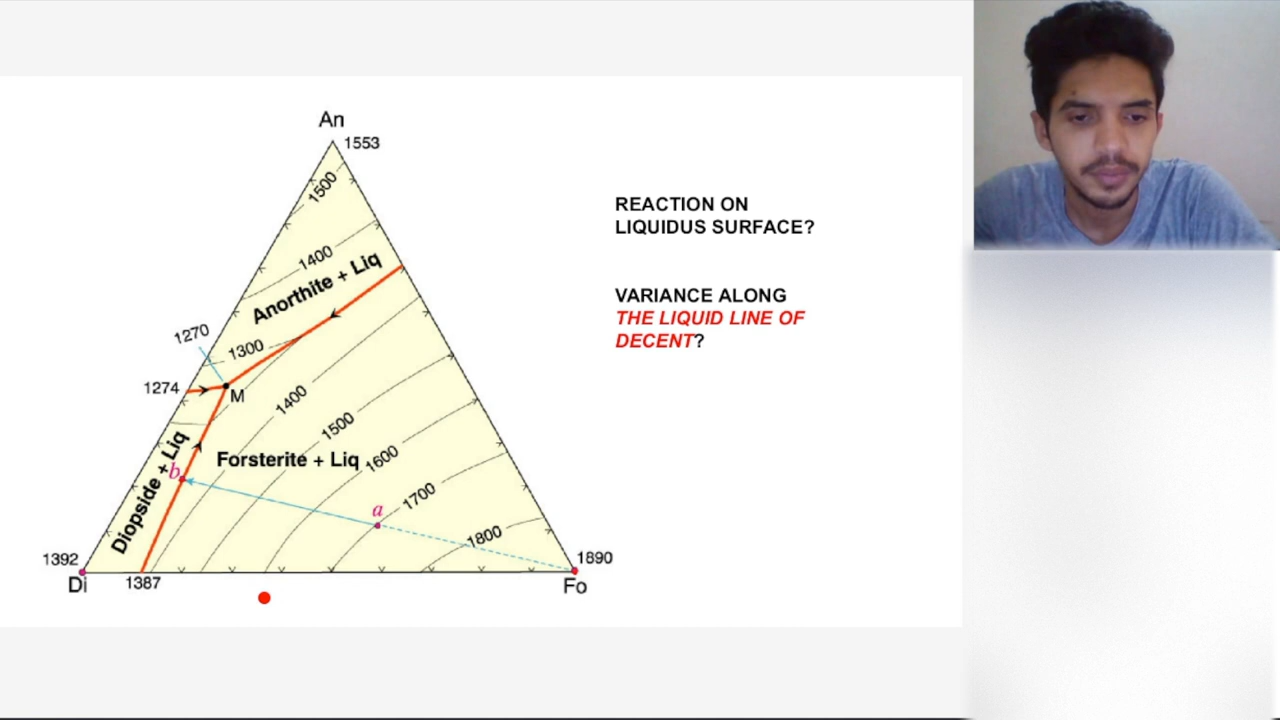 An
1553
1500
1400
Anorthite + Liq
1270
1300
1274
M
1400
1500
Diopside + Liq
Forsterite + Liq
1600
b
1700
a
1800
1392
1890
Di
1387
Fo
REACTION ON
LIQUIDUS SURFACE?
VARIANCE ALONG
THE LIQUID LINE OF
DECENT?